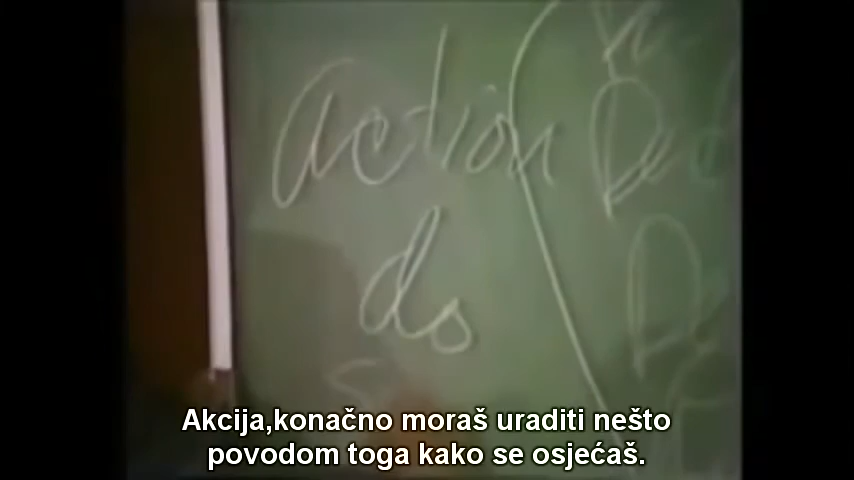 action
do
Akcija,konačno moraš uraditi nešto
povodom toga kako se osjećaš.